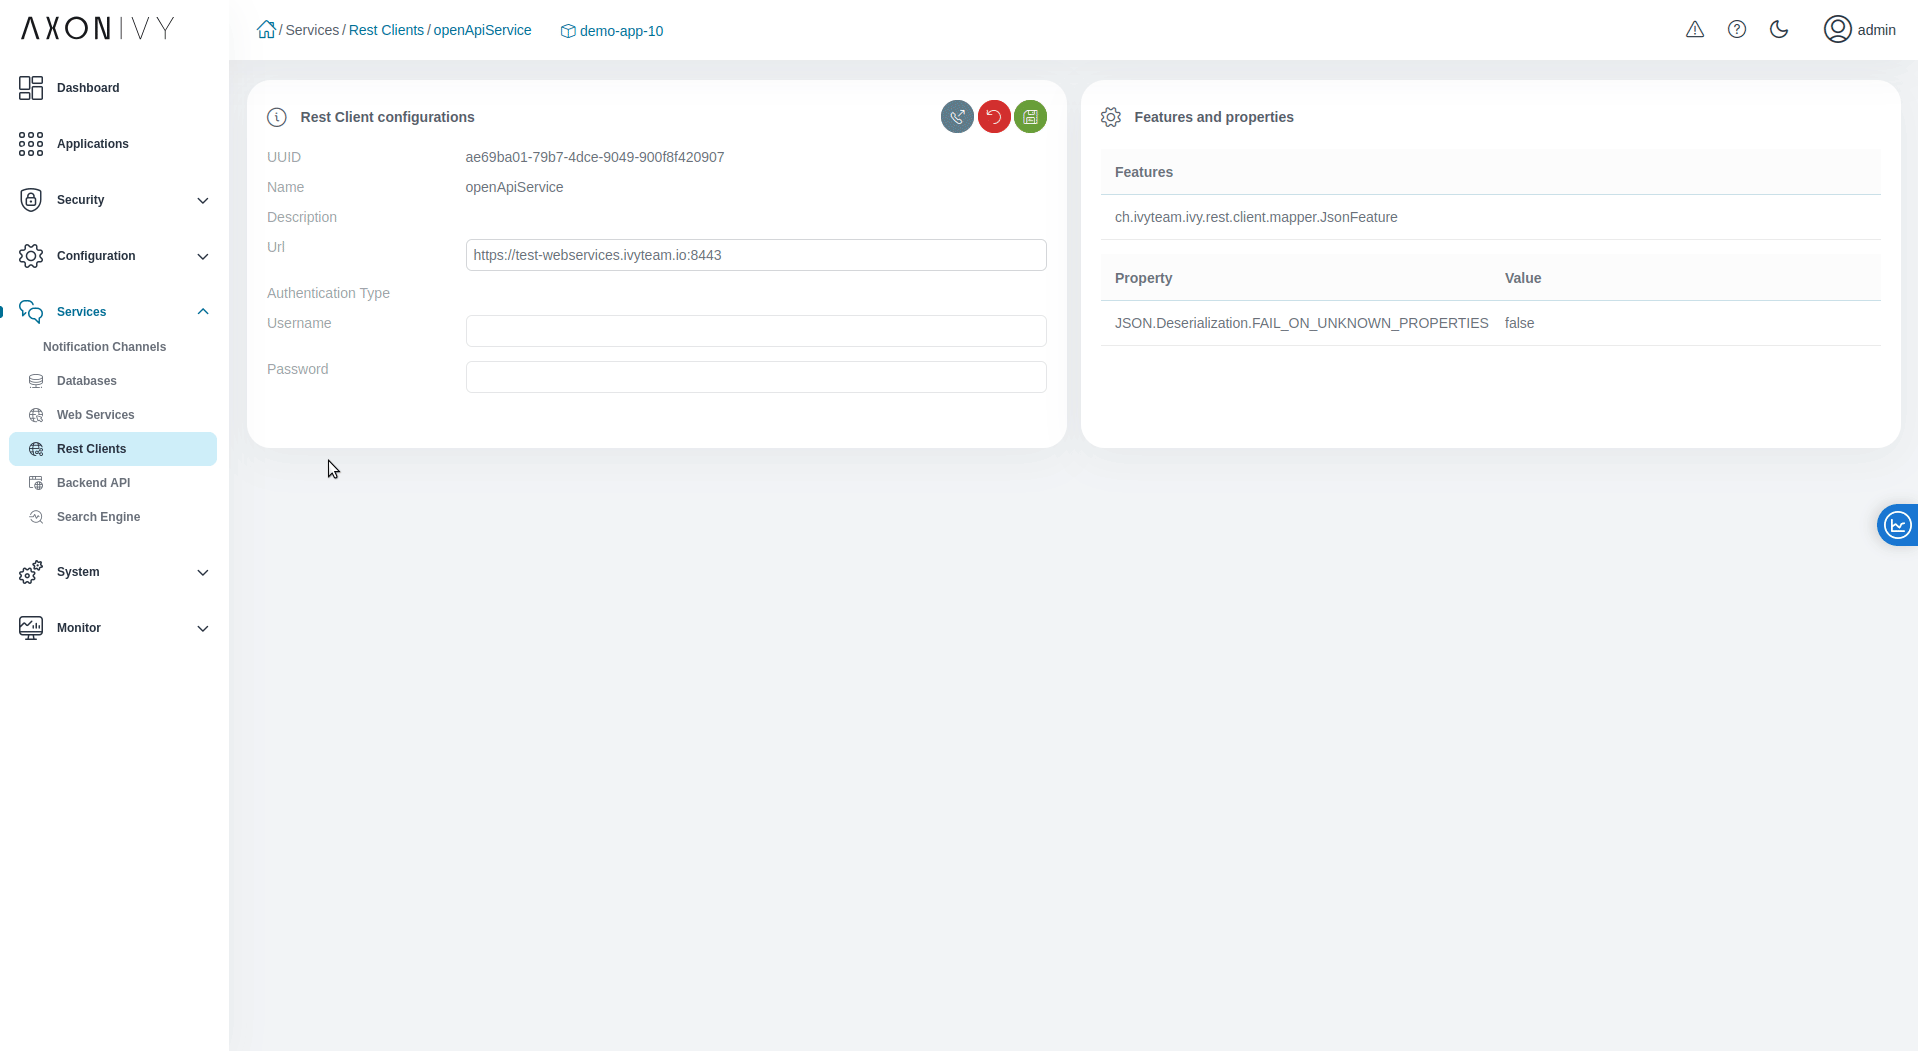 AXONIVY
/ Services / Rest Clients / openApiService demo-app-10
admin
Dashboard
Applications
Security
Configuration
Services
Notification Channels
Databases
Web Services
Rest Clients
Backend API
Search Engine
System
Monitor
Rest Client configurations
UUID ae69ba01-79b7-4dce-9049-900f8f420907
Name openApiService
Description
Url https://test-webservices.ivyteam.io:8443
Authentication Type
Username
Password
Features and properties
Features
ch.ivyteam.ivy.rest.client.mapper.JsonFeature
Property Value
JSON.Deserialization.FAIL_ON_UNKNOWN_PROPERTIES false